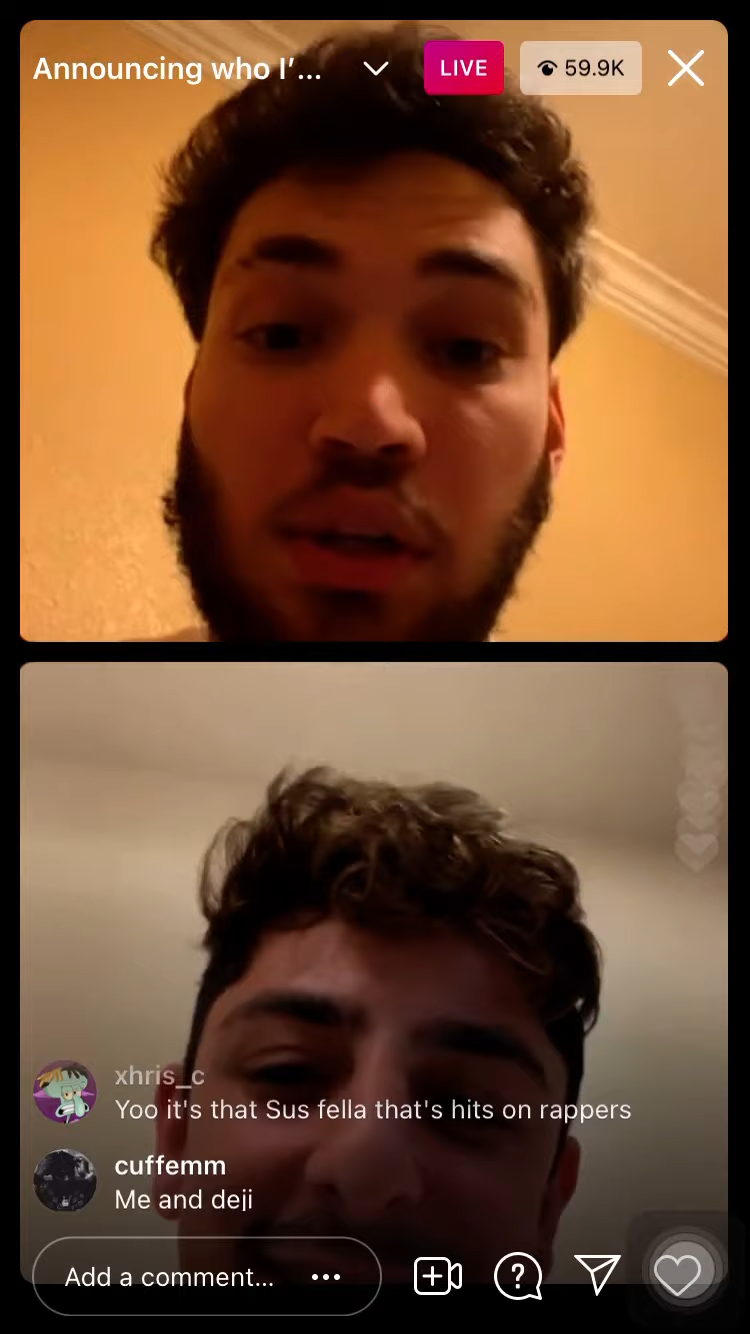 Announcing who I’...
LIVE
59.9K
xhris_c
Yoo it's that Sus fella that's hits on rappers
cuffemm
Me and deji
Add a comment...